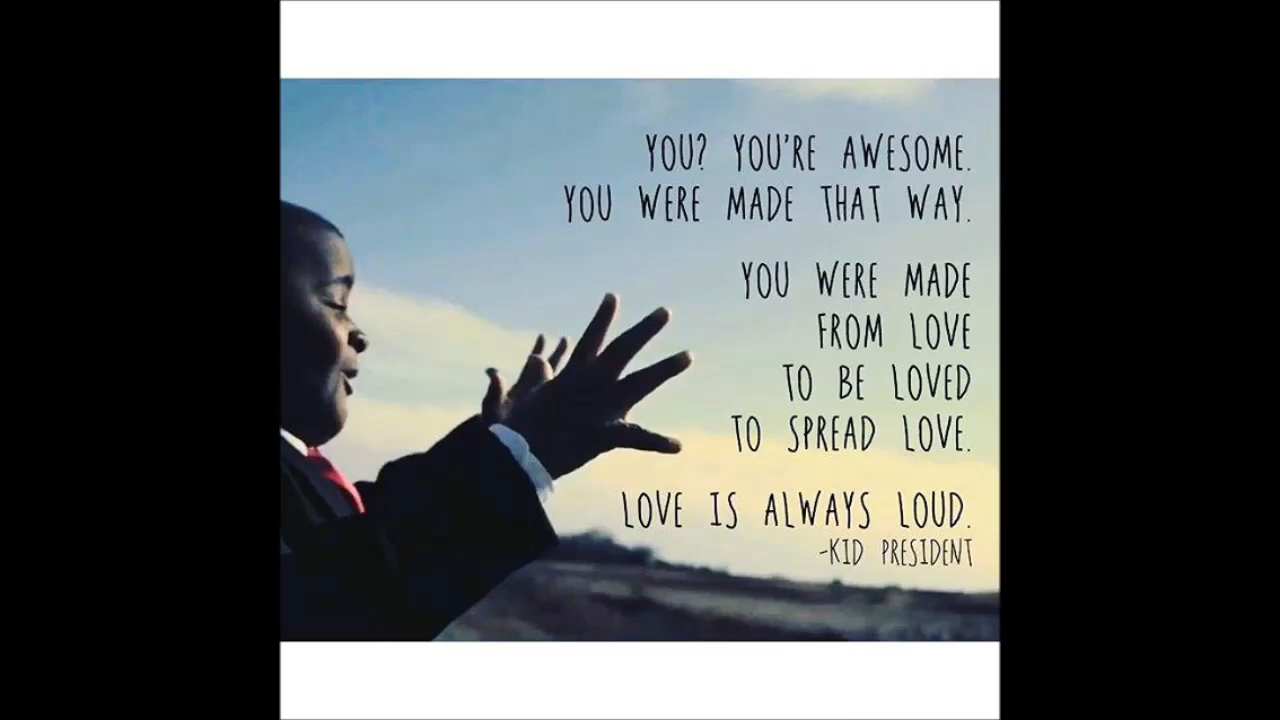 YOU? YOU'RE AWESOME.
YOU WERE MADE THAT WAY.
YOU WERE MADE
FROM LOVE
TO BE LOVED
TO SPREAD LOVE.
LOVE IS ALWAYS LOUD.
-KID PRESIDENT